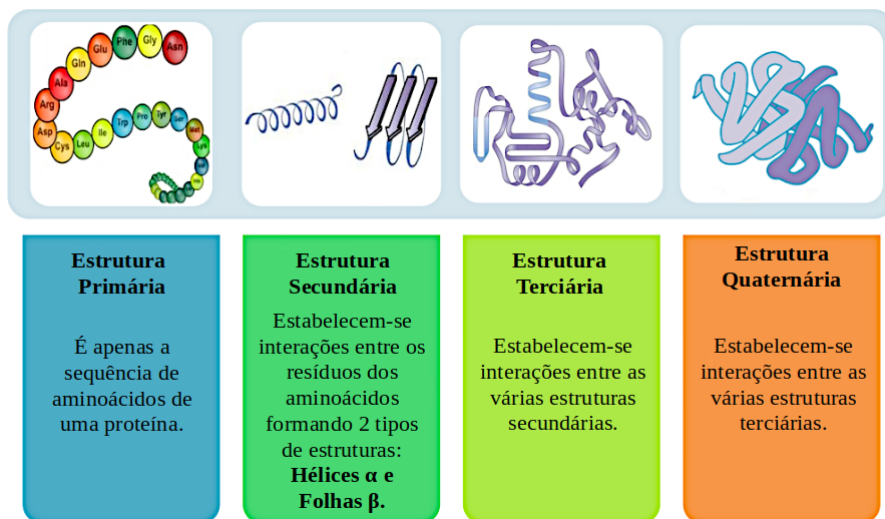 Asn
Gly
Phe
Glu
Gln
Ala
Arg
Asp
Cys
Leu
Ile
Trp
Pro
Tyr
Ser
Met
Lys
Estrutura
Primária
É apenas a
sequência de
aminoácidos de
uma proteína.
Estrutura
Secundária
Estabelecem-se
interações entre os
resíduos dos
aminoácidos
formando 2 tipos
de estruturas:
Hélices α e
Folhas β.
Estrutura
Terciária
Estabelecem-se
interações entre as
várias estruturas
secundárias.
Estrutura
Quaternária
Estabelecem-se
interações entre as
várias estruturas
terciárias.